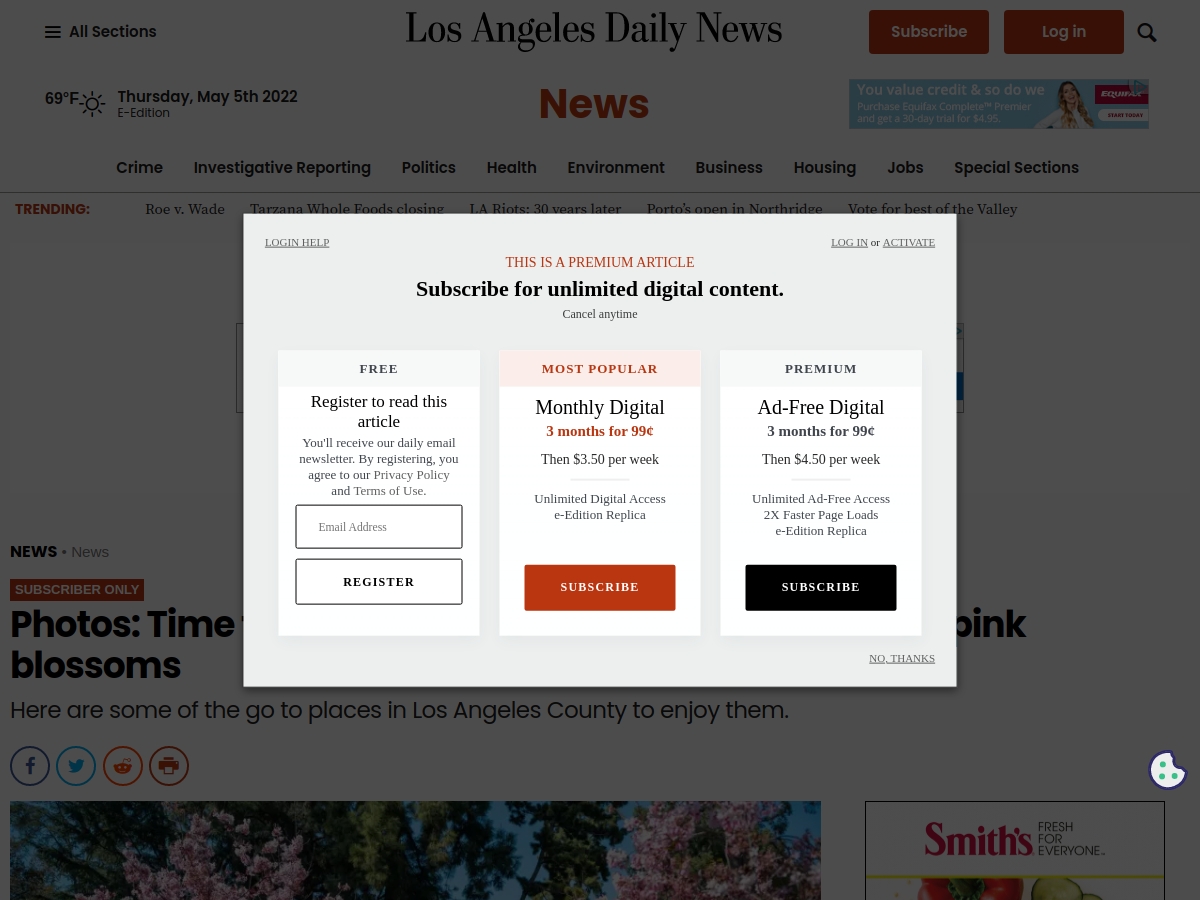 All Sections
Los Angeles Daily News
Subscribe
Log in
69°F
Thursday, May 5th 2022
E-Edition
News
You value credit & so do we
Purchase Equifax Complete™ Premier
and get a 30-day trial for $4.95.
EQUIFAX
START TODAY
Crime Investigative Reporting Politics Health Environment Business Housing Jobs Special Sections
TRENDING: Roe v. Wade Tarzana Whole Foods closing LA Riots: 30 years later Porto's open in Northridge Vote for best of the Valley
LOGIN HELP
LOG IN or ACTIVATE
THIS IS A PREMIUM ARTICLE
Subscribe for unlimited digital content.
Cancel anytime
FREE
Register to read this
article
You'll receive our daily email
newsletter. By registering, you
agree to our Privacy Policy
and Terms of Use.
Email Address
REGISTER
MOST POPULAR
Monthly Digital
3 months for 99¢
Then $3.50 per week
Unlimited Digital Access
e-Edition Replica
SUBSCRIBE
PREMIUM
Ad-Free Digital
3 months for 99¢
Then $4.50 per week
Unlimited Ad-Free Access
2X Faster Page Loads
e-Edition Replica
SUBSCRIBE
NO, THANKS
NEWS • News
SUBSCRIBER ONLY
Photos: Time pink
blossoms
Here are some of the go to places in Los Angeles County to enjoy them.
Smith's
FRESH
FOR
EVERYONE™